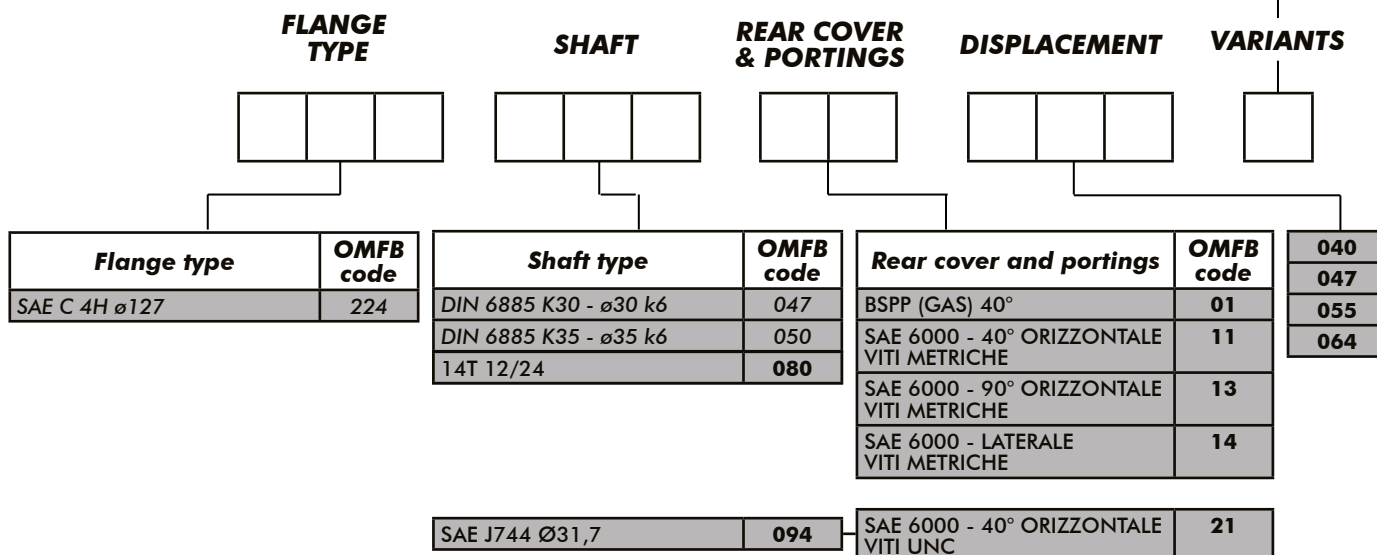 FLANGE
TYPE
SHAFT
REAR COVER
& PORTINGS
DISPLACEMENT
VARIANTS
Flange type
OMFB
code
SAE C 4H ø127
224
Shaft type
OMFB
code
DIN 6885 K30 - ø30 k6
047
DIN 6885 K35 - ø35 k6
050
14T 12/24
080
Rear cover and portings
OMFB
code
BSPP (GAS) 40°
01
SAE 6000 - 40° ORIZZONTALE
VITI METRICHE
11
SAE 6000 - 90° ORIZZONTALE
VITI METRICHE
13
SAE 6000 - LATERALE
VITI METRICHE
14
040
047
055
064
SAE J744 Ø31,7
094
SAE 6000 - 40° ORIZZONTALE
VITI UNC
21